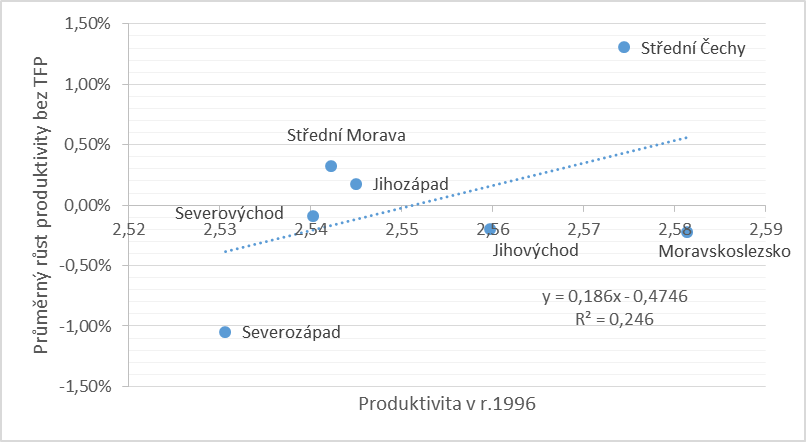 1,50%
1,00%
0,50%
0,00%
-0,50%
-1,00%
-1,50%
Průměrný růst produktivity bez TFP
Střední Čechy
Střední Morava
Jihozápad
Severovýchod
2,52 2,53 2,54 2,55 2,56 2,57 2,58 2,59
Jihovýchod
Moravskoslezsko
y = 0,186x - 0,4746
R² = 0,246
Severozápad
Produktivita v r.1996